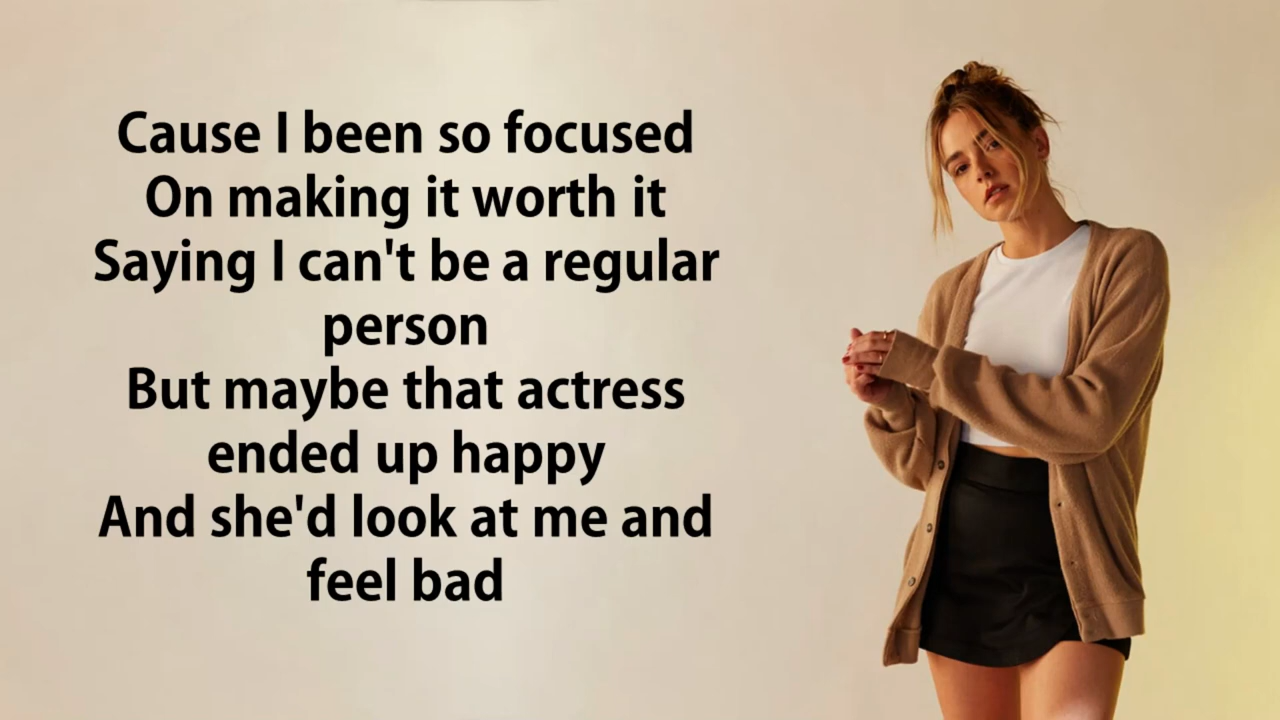 Cause I been so focused
On making it worth it
Saying I can't be a regular
person
But maybe that actress
ended up happy
And she'd look at me and
feel bad